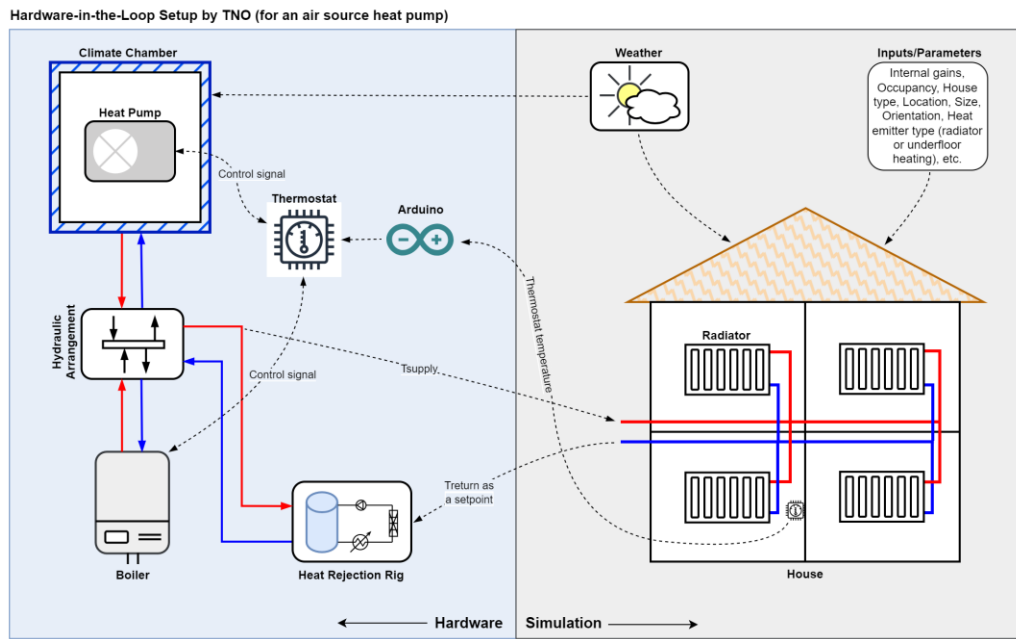 Hardware-in-the-Loop Setup by TNO (for an air source heat pump)
Climate Chamber
Heat Pump
Control signal
Thermostat
Arduino
Hydraulic
Arrangement
Control signal
Tsupply
Thermostat temperature
Treturn as
a setpoint
Boiler
Heat Rejection Rig
Hardware
Weather
Inputs/Parameters
Internal gains,
Occupancy, House
type, Location, Size,
Orientation, Heat
emitter type (radiator
or underfloor
heating), etc.
Radiator
House
Simulation